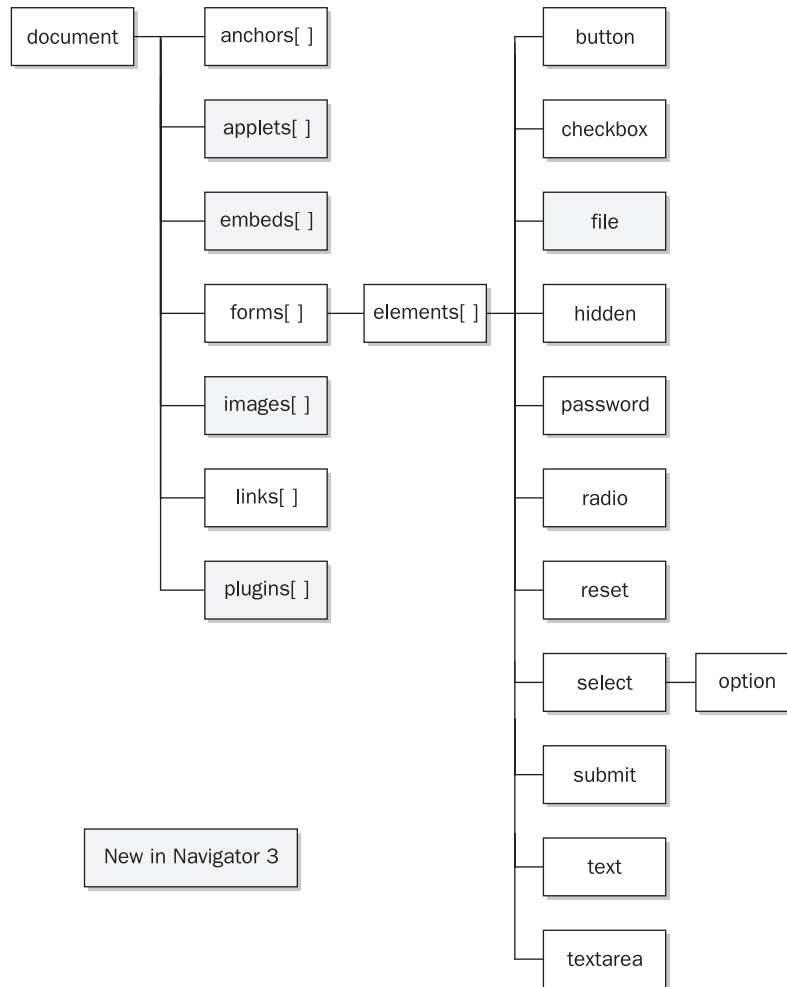 document
anchors[ ]
applets[ ]
embeds[ ]
forms[ ]
images[ ]
links[ ]
plugins[ ]
elements[ ]
button
checkbox
file
hidden
password
radio
reset
select
option
submit
text
textarea
New in Navigator 3